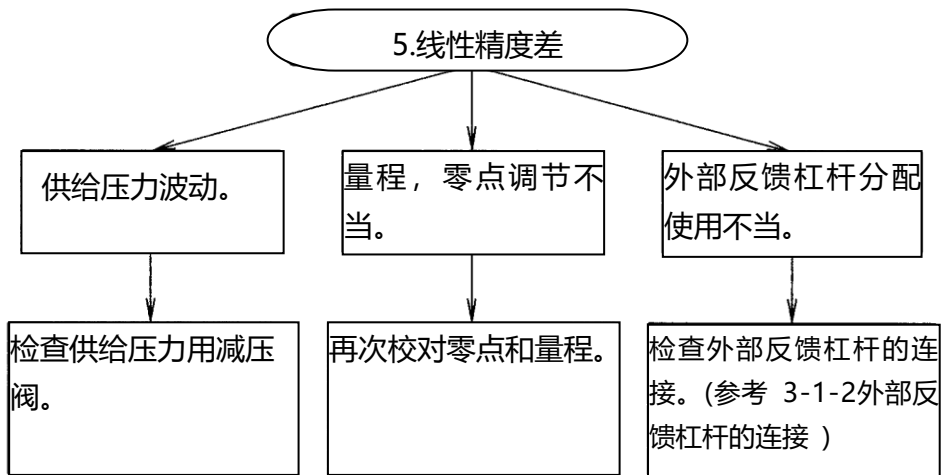 5.线性精度差
供给压力波动。
量程，零点调节不
当。
外部反馈杠杆分配
使用不当。
检查供给压力用减压
阀。
再次校对零点和量程。
检查外部反馈杠杆的连
接。(参考 3-1-2外部反
馈杠杆的连接 )